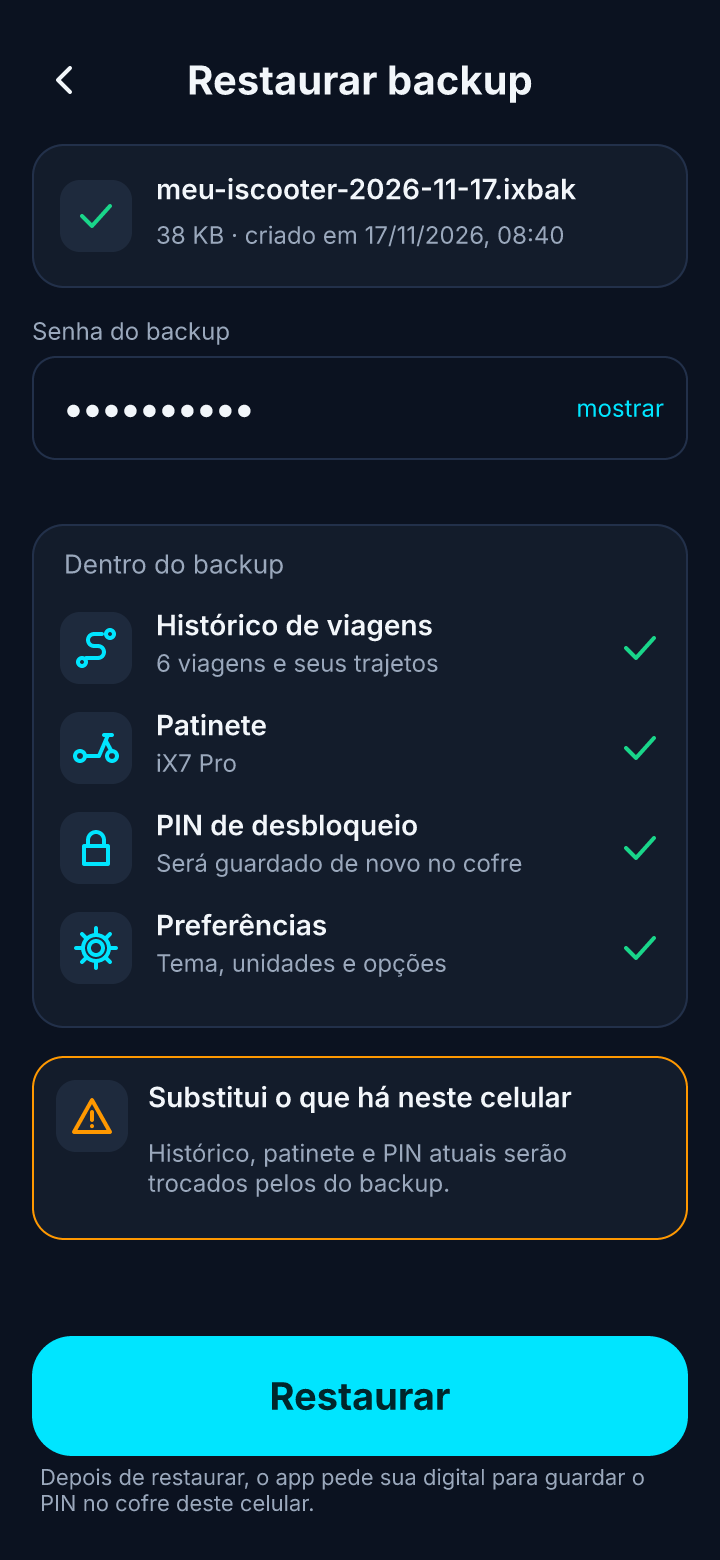 Restaurar backup
meu-iscooter-2026-11-17.ixbak
38 KB · criado em 17/11/2026, 08:40
Senha do backup
●●●●●●●●●●
mostrar
Dentro do backup
Histórico de viagens
6 viagens e seus trajetos
Patinete
iX7 Pro
PIN de desbloqueio
Será guardado de novo no cofre
Preferências
Tema, unidades e opções
Substitui o que há neste celular
Histórico, patinete e PIN atuais serão
trocados pelos do backup.
Restaurar
Depois de restaurar, o app pede sua digital para guardar o
PIN no cofre deste celular.